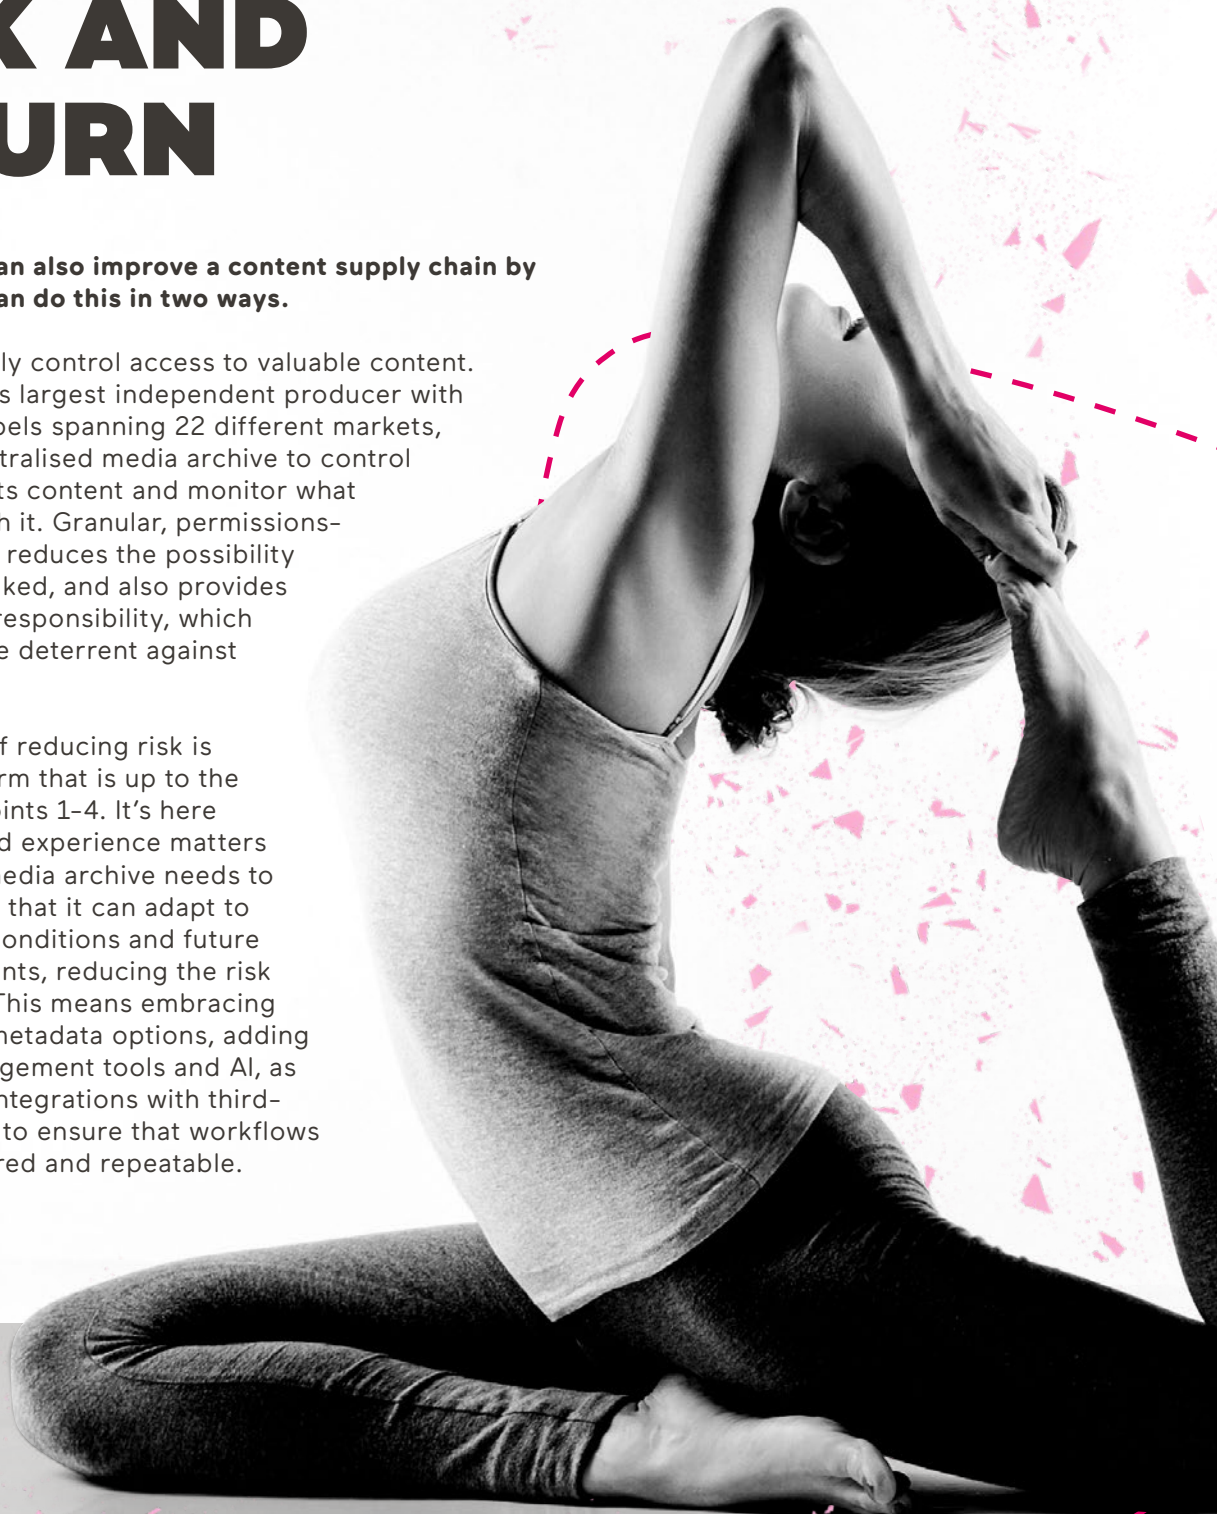 K AND
URN
an also improve a content supply chain by
an do this in two ways.
ly control access to valuable content.
s largest independent producer with
bels spanning 22 different markets,
tralised media archive to control
ts content and monitor what
h it. Granular, permissions-
reduces the possibility
ked, and also provides
responsibility, which
e deterrent against
f reducing risk is
rm that is up to the
oints 1-4. It's here
d experience matters
nedia archive needs to
that it can adapt to
onditions and future
nts, reducing the risk
This means embracing
metadata options, adding
gement tools and AI, as
ntegrations with third-
to ensure that workflows
red and repeatable.